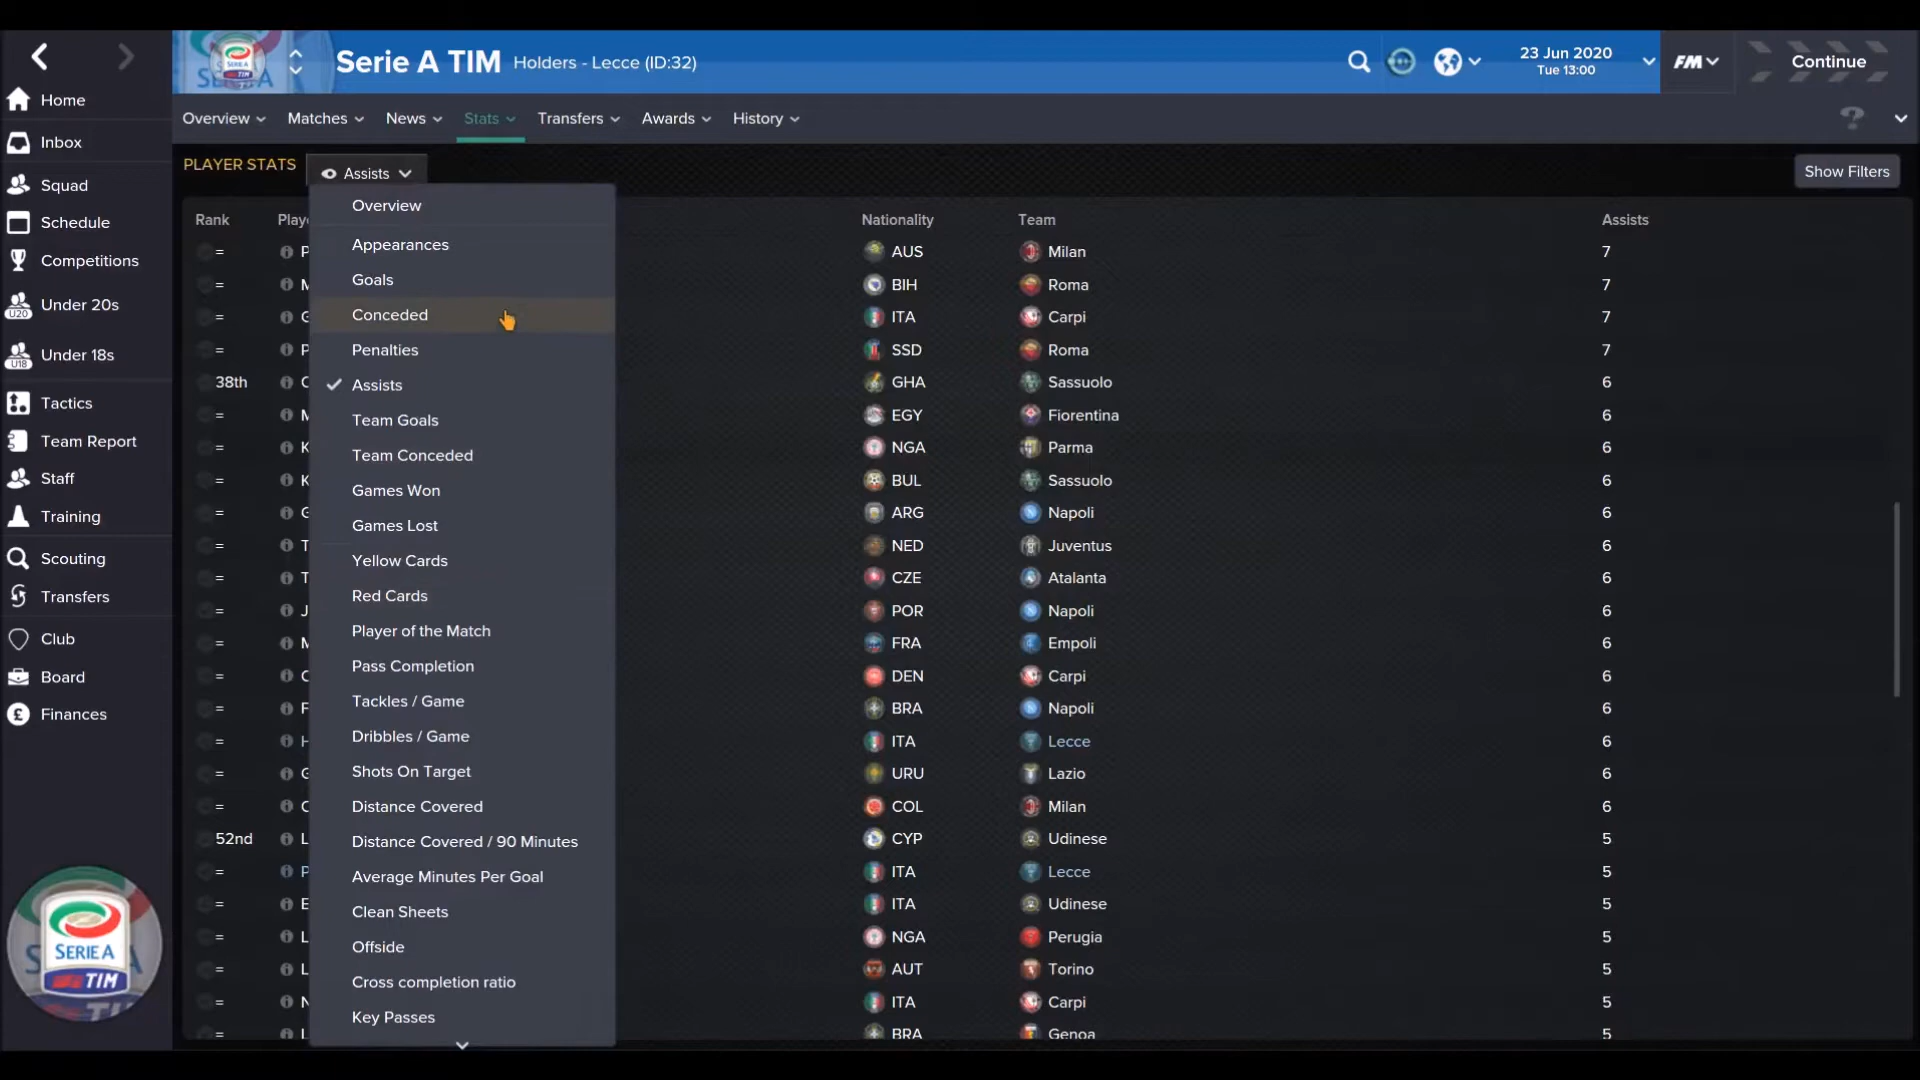 Serie A TIM Holders - Lecce (ID:32)
23 Jun 2020
Tue 13:00
FM
Continue
Home
Inbox
Squad
Schedule
Competitions
U20 Under 20s
U18 Under 18s
Tactics
Team Report
Staff
Training
Scouting
Transfers
Club
Board
Finances
SERIE A
TIM
Overview Matches News Stats Transfers Awards History
PLAYER STATS Assists Show Filters
Overview
Appearances
Goals
Conceded
Penalties
Assists
Team Goals
Team Conceded
Games Won
Games Lost
Yellow Cards
Red Cards
Player of the Match
Pass Completion
Tackles / Game
Dribbles / Game
Shots On Target
Distance Covered
Distance Covered / 90 Minutes
Average Minutes Per Goal
Clean Sheets
Offside
Cross completion ratio
Key Passes
Rank Nationality Team Assists
= P AUS Milan 7
= M BIH Roma 7
= G ITA Carpi 7
= P SSD Roma 7
38th C GHA Sassuolo 6
= M EGY Fiorentina 6
= K NGA Parma 6
= K BUL Sassuolo 6
= G ARG Napoli 6
= T NED Juventus 6
= T CZE Atalanta 6
= J POR Napoli 6
= M FRA Empoli 6
= C DEN Carpi 6
= F BRA Napoli 6
= H ITA Lecce 6
= G URU Lazio 6
= C COL Milan 6
52nd L CYP Udinese 5
= P ITA Lecce 5
= E ITA Udinese 5
= L NGA Perugia 5
= L AUT Torino 5
= N ITA Carpi 5
= L BRA Genoa 5